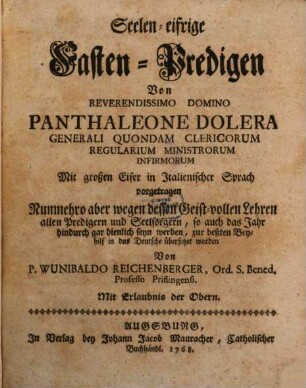 Seelen-eifrige
Fasten-Predigen
Von
REVERENDISSIMO DOMINO
PANTHALEONE DOLERA
GENERALI QUONDAM CLERICORUM
REGULARIUM MINISTRORUM
INFIRMORUM
Mit großen Eifer in Italienischer Sprach
vorgetragen
Nunmehro aber wegen dessen Geist-vollen Lehren
allen Predigern und Seelsorgern, so auch das Jahr
hindurch gar dienlich seyn werden, zur beßten Bey-
hilf in das Deutsche übersetzet worden
Von
P. WUNIBALDO REICHENBERGER, Ord. S. Bened.
Professo Priflingensi.
Mit Erlaubnis der Obern.
AUGSBURG,
In Verlag bey Johann Jacob Mauracher, Catholischer
Buchhändl. 1768.